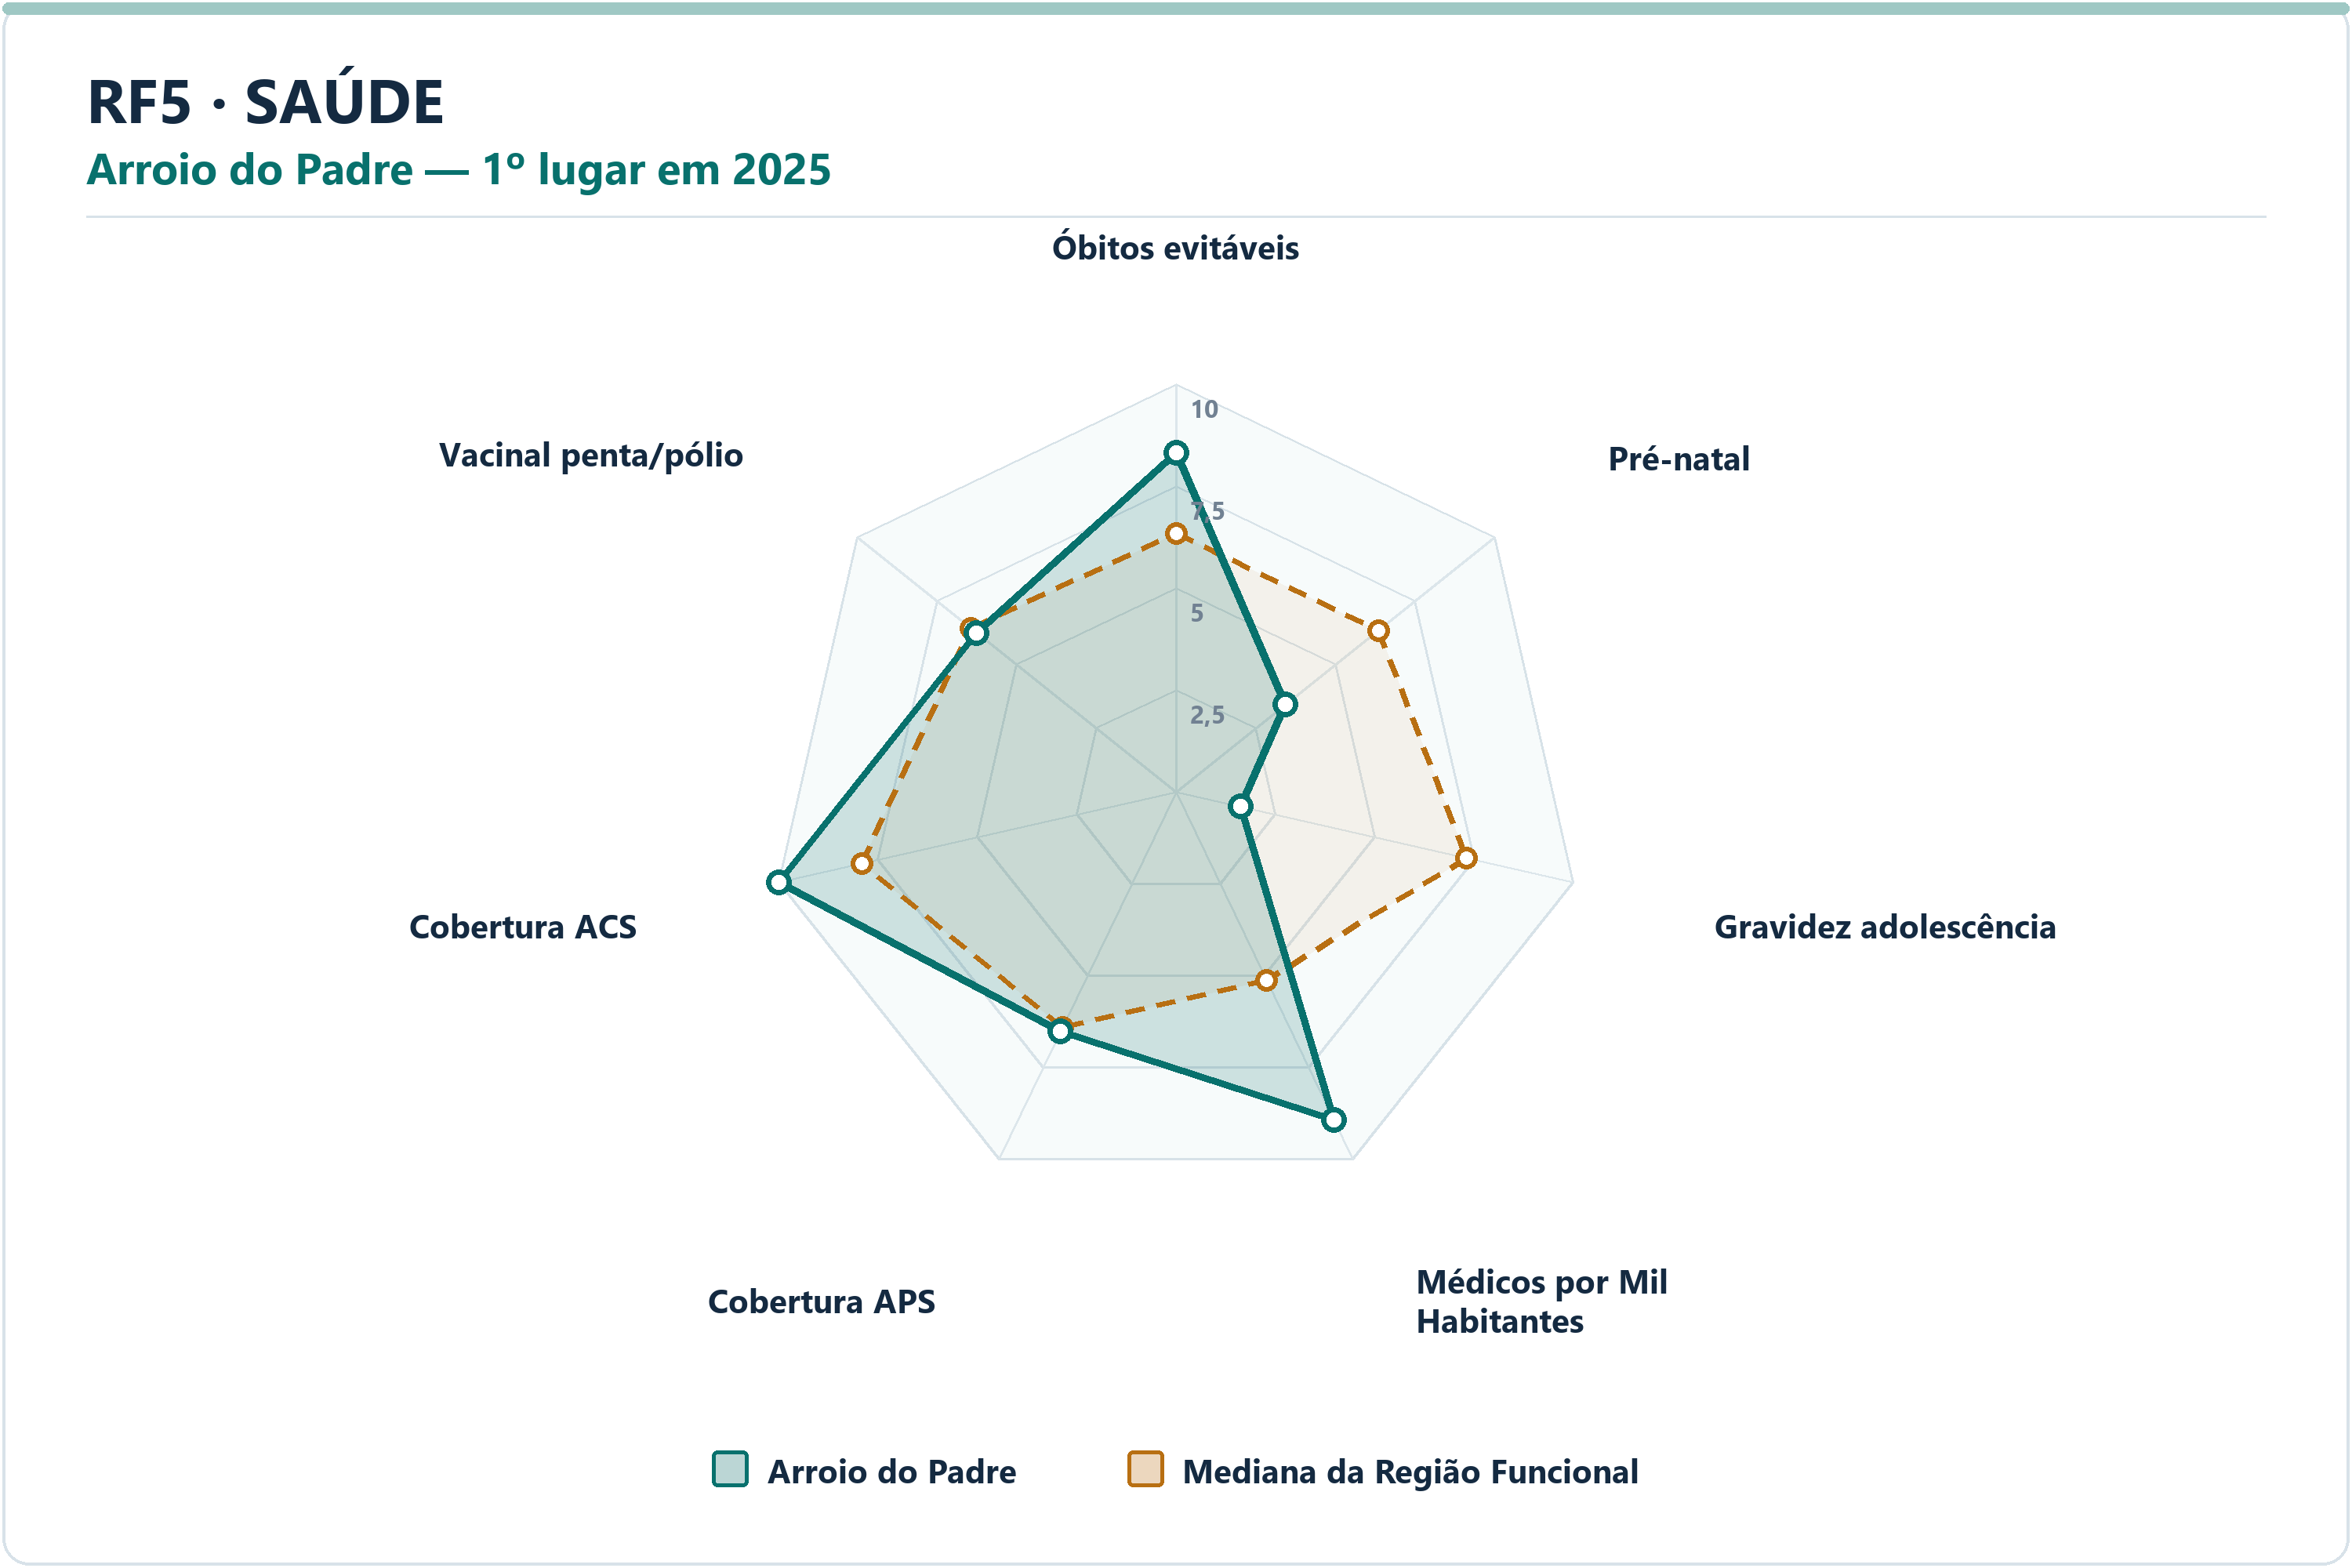 RF5 · SAÚDE
Arroio do Padre — 1º lugar em 2025
Óbitos evitáveis
Vacinal penta/pólio
Pré-natal
10
7,5
5
2,5
Cobertura ACS
Gravidez adolescência
Cobertura APS
Médicos por Mil
Habitantes
Arroio do Padre
Mediana da Região Funcional